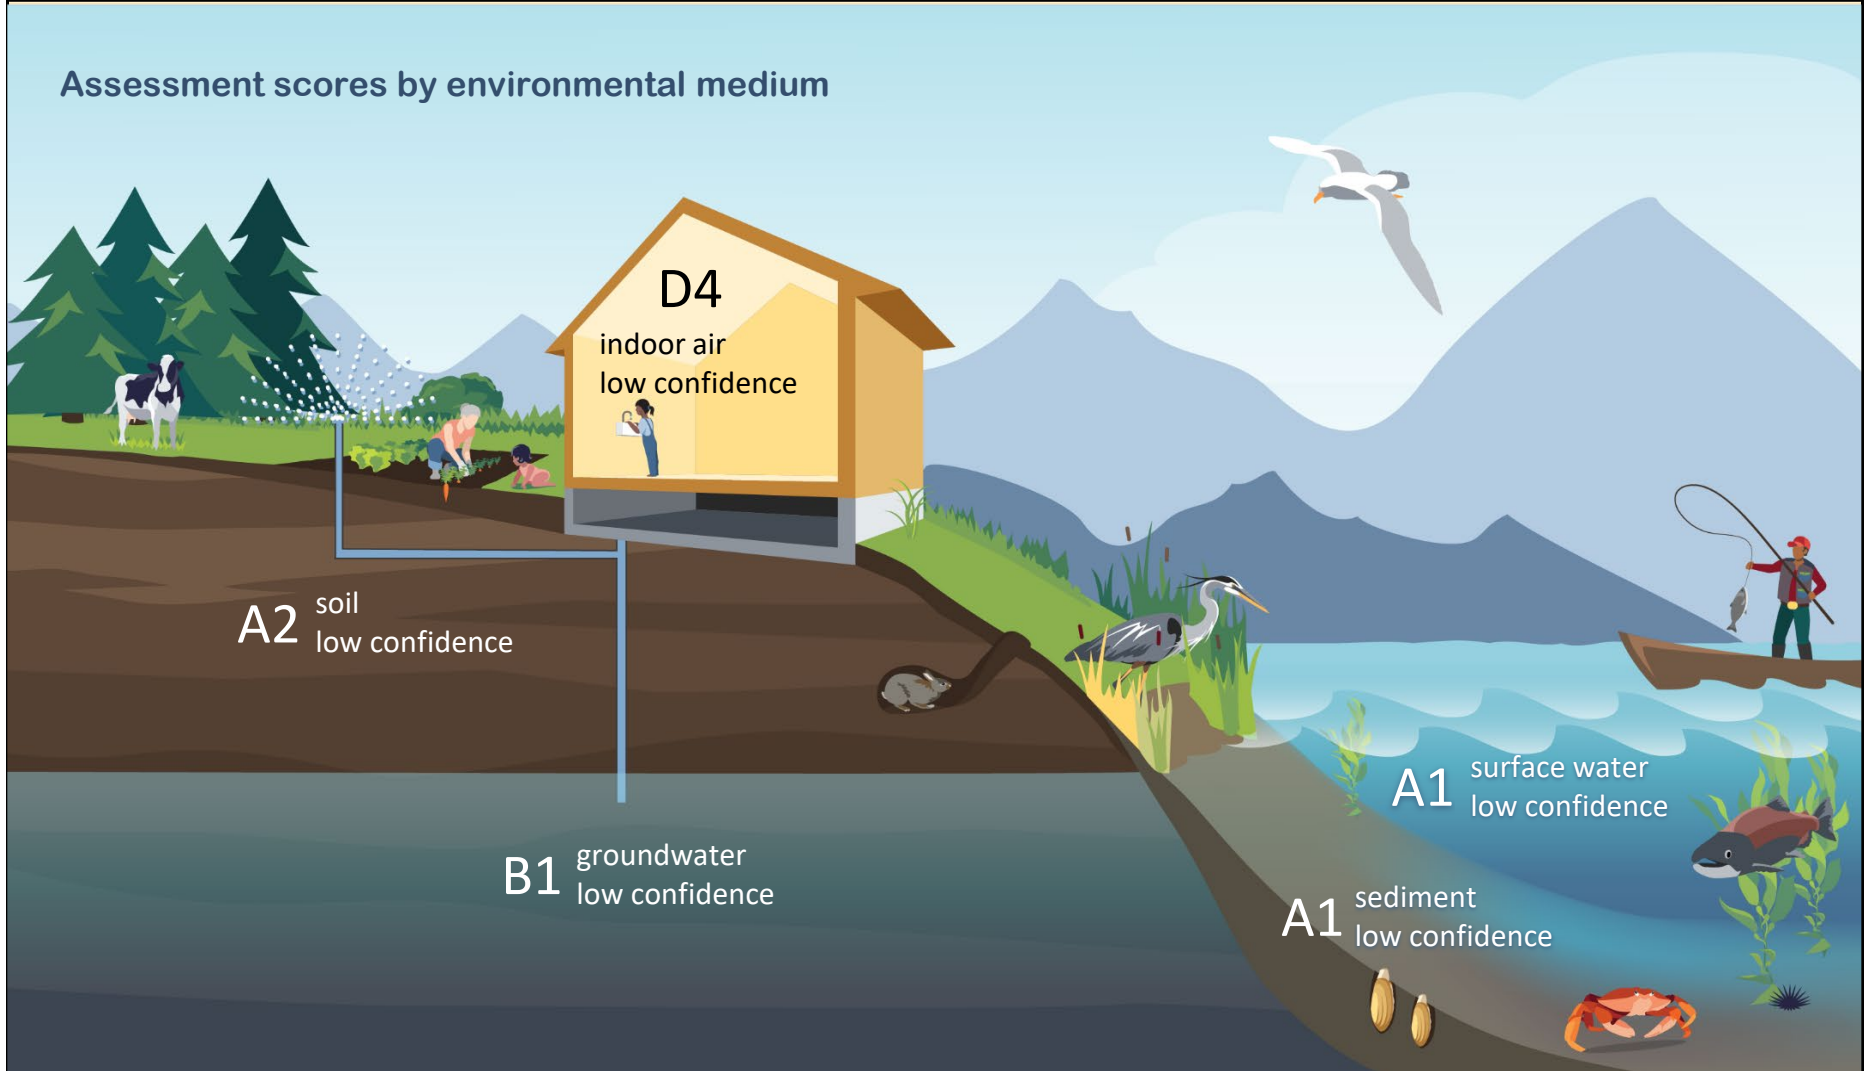 Assessment scores by environmental medium
D4
indoor air
low confidence
A2
soil
low confidence
B1
groundwater
low confidence
A1
surface water
low confidence
A1
sediment
low confidence